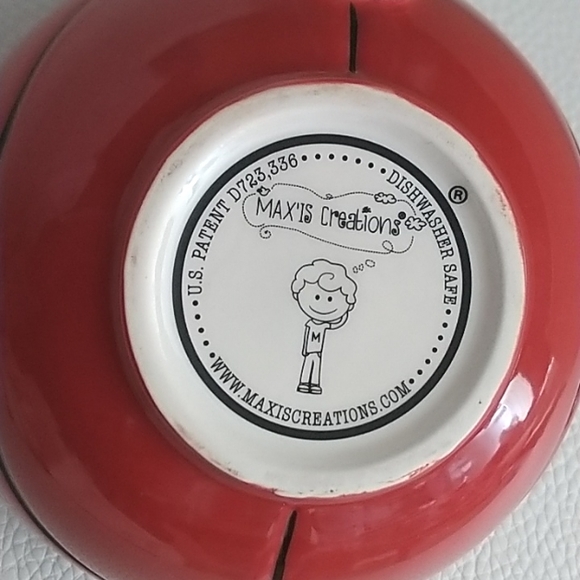 U.S. PATENT D723,336
DISHWASHER SAFE
®
MAX'IS Creations®
M
WWW.MAXISCREATIONS.COM